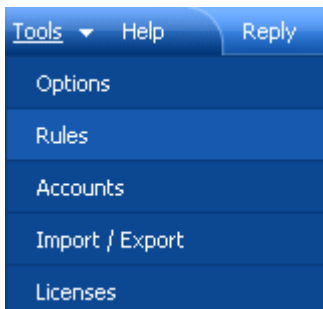 Tools Help Reply
Options
Rules
Accounts
Import / Export
Licenses